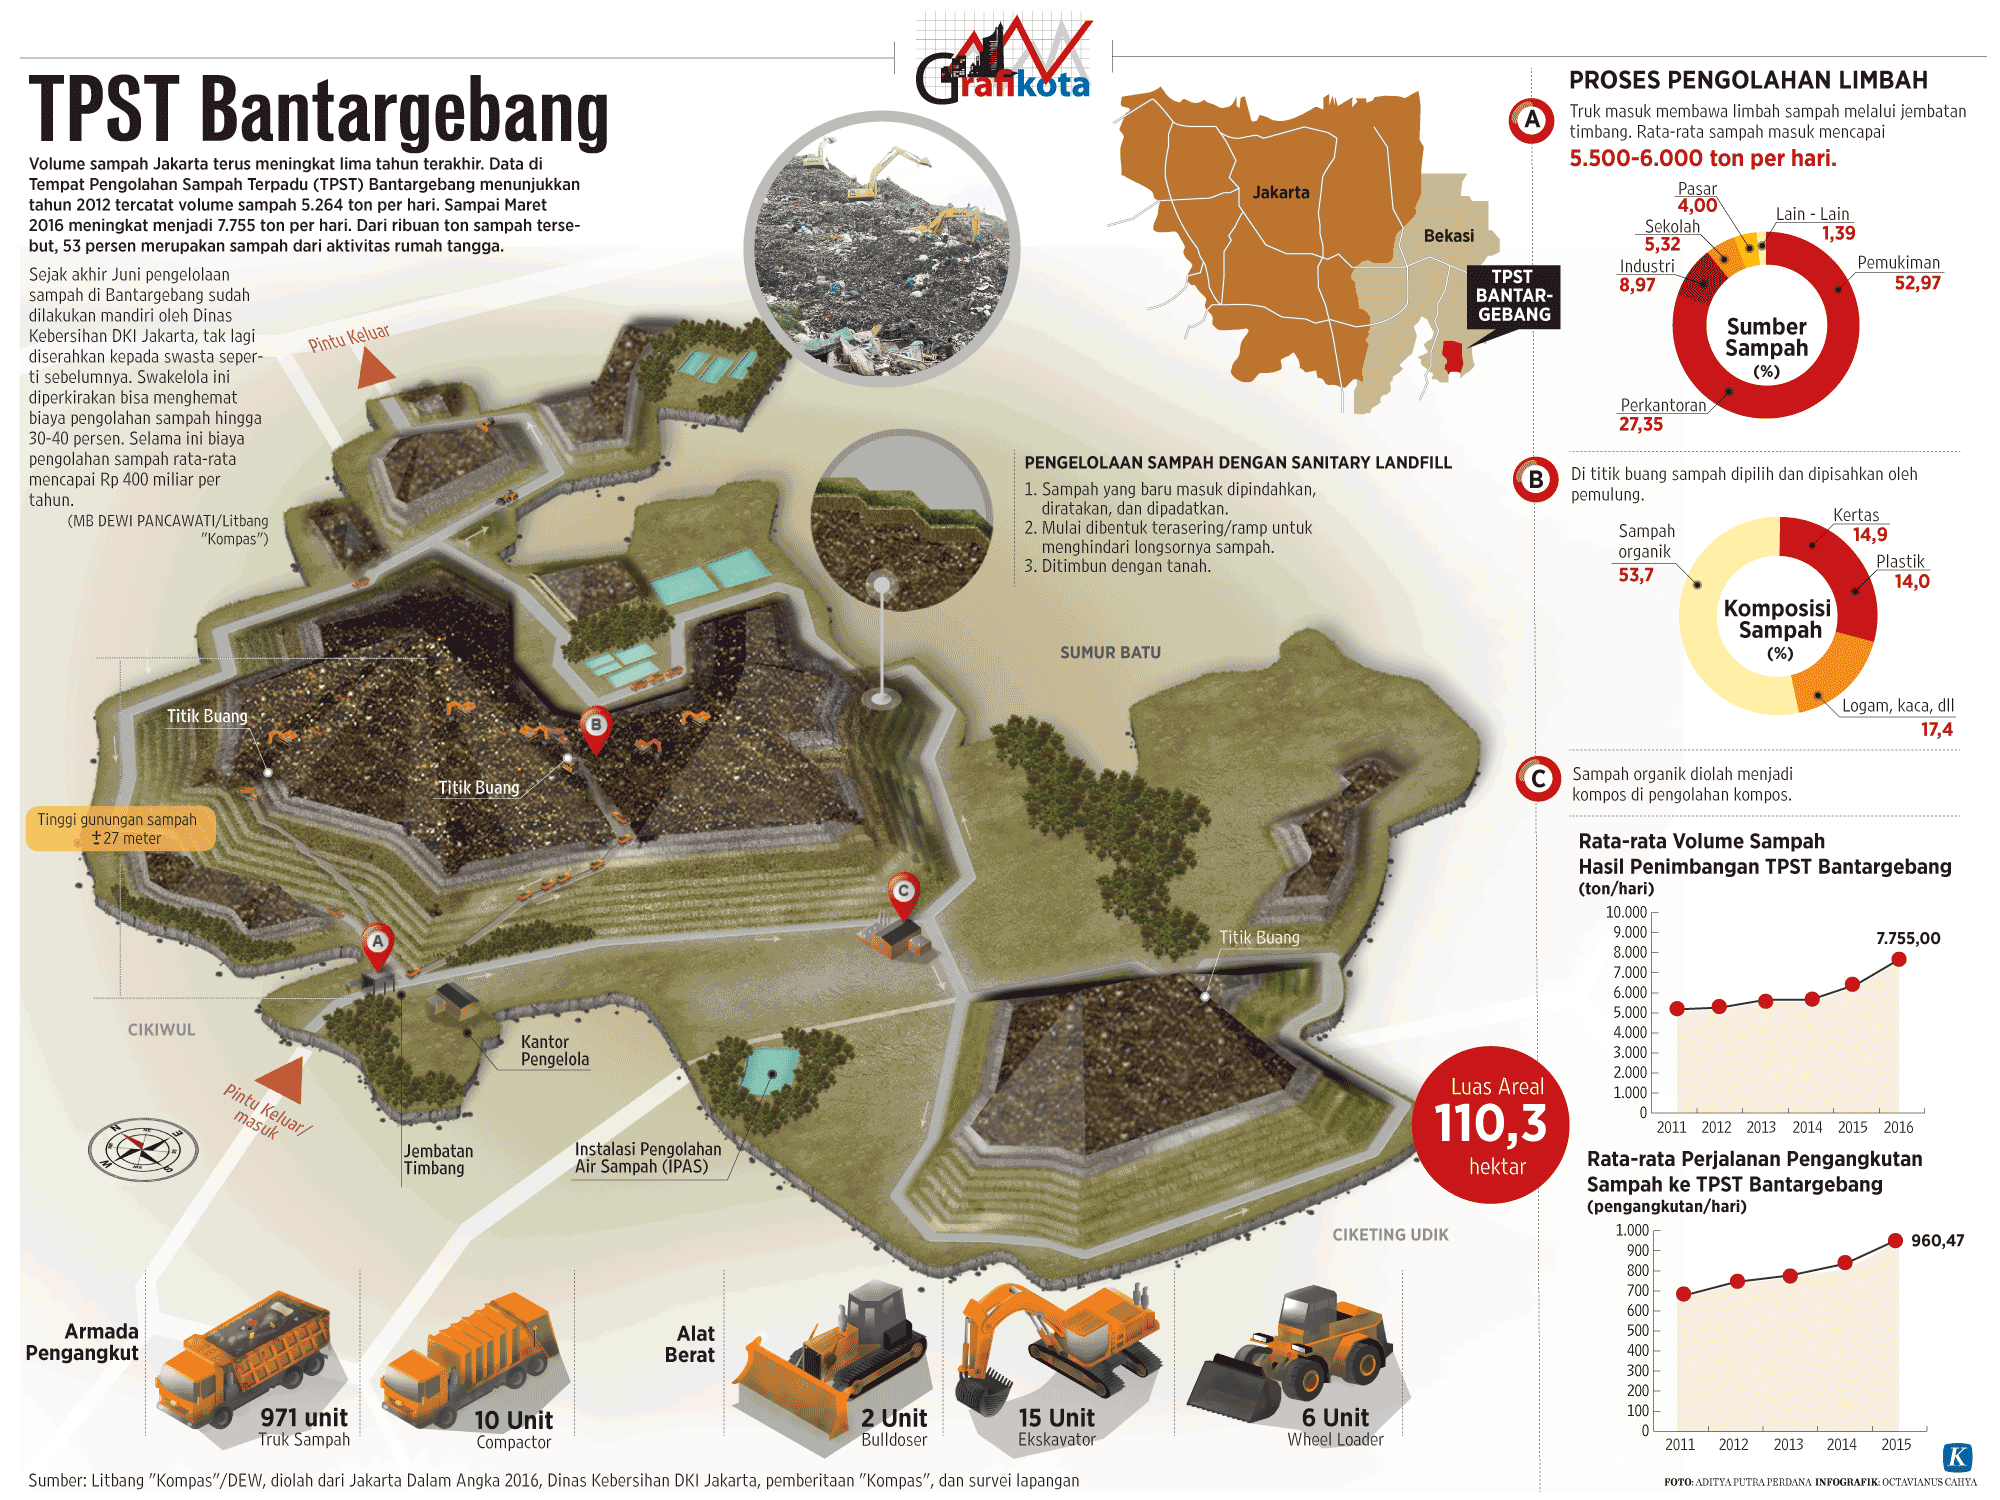 Grafikota
TPST Bantargebang
Volume sampah Jakarta terus meningkat lima tahun terakhir. Data di
Tempat Pengolahan Sampah Terpadu (TPST) Bantargebang menunjukkan
tahun 2012 tercatat volume sampah 5.264 ton per hari. Sampai Maret
2016 meningkat menjadi 7.755 ton per hari. Dari ribuan ton sampah terse-
but, 53 persen merupakan sampah dari aktivitas rumah tangga.
Sejak akhir Juni pengelolaan
sampah di Bantargebang sudah
dilakukan mandiri oleh Dinas
Kebersihan DKI Jakarta, tak lagi
diserahkan kepada swasta seper-
ti sebelumnya. Swakelola ini
diperkirakan bisa menghemat
biaya pengolahan sampah hingga
30-40 persen. Selama ini biaya
pengolahan sampah rata-rata
mencapai Rp 400 miliar per
tahun.
(MB DEWI PANCAWATI/Litbang
"Kompas")
Pintu Keluar
Jakarta
Bekasi
TPST
BANTAR-
GEBANG
PENGELOLAAN SAMPAH DENGAN SANITARY LANDFILL
1. Sampah yang baru masuk dipindahkan,
diratakan, dan dipadatkan.
2. Mulai dibentuk terasering/ramp untuk
menghindari longsornya sampah.
3. Ditimbun dengan tanah.
SUMUR BATU
Titik Buang
B
Titik Buang
Tinggi gunungan sampah
± 27 meter
C
A
Titik Buang
CIKIWUL
Kantor
Pengelola
Pintu Keluar/
masuk
Jembatan
Timbang
Instalasi Pengolahan
Air Sampah (IPAS)
N
E
S
W
Luas Areal
110,3
hektar
CIKETING UDIK
Armada
Pengangkut
971 unit
Truk Sampah
10 Unit
Compactor
Alat
Berat
2 Unit
Bulldoser
15 Unit
Ekskavator
6 Unit
Wheel Loader
Sumber: Litbang "Kompas"/DEW, diolah dari Jakarta Dalam Angka 2016, Dinas Kebersihan DKI Jakarta, pemberitaan "Kompas", dan survei lapangan
PROSES PENGOLAHAN LIMBAH
A
Truk masuk membawa limbah sampah melalui jembatan
timbang. Rata-rata sampah masuk mencapai
5.500-6.000 ton per hari.
Pasar
4,00
Lain - Lain
1,39
Sekolah
5,32
Industri
8,97
Pemukiman
52,97
Sumber
Sampah
(%)
Perkantoran
27,35
B
Di titik buang sampah dipilih dan dipisahkan oleh
pemulung.
Sampah
organik
53,7
Kertas
14,9
Plastik
14,0
Komposisi
Sampah
(%)
Logam, kaca, dll
17,4
C
Sampah organik diolah menjadi
kompos di pengolahan kompos.
Rata-rata Volume Sampah
Hasil Penimbangan TPST Bantargebang
(ton/hari)
10.000
9.000
8.000
7.000
6.000
5.000
4.000
3.000
2.000
1.000
0
7.755,00
2011 2012 2013 2014 2015 2016
Rata-rata Perjalanan Pengangkutan
Sampah ke TPST Bantargebang
(pengangkutan/hari)
1.000
900
800
700
600
500
400
300
200
100
0
960,47
2011 2012 2013 2014 2015
K
FOTO: ADITYA PUTRA PERDANA INFOGRAFIK: OCTAVIANUS CAHYA